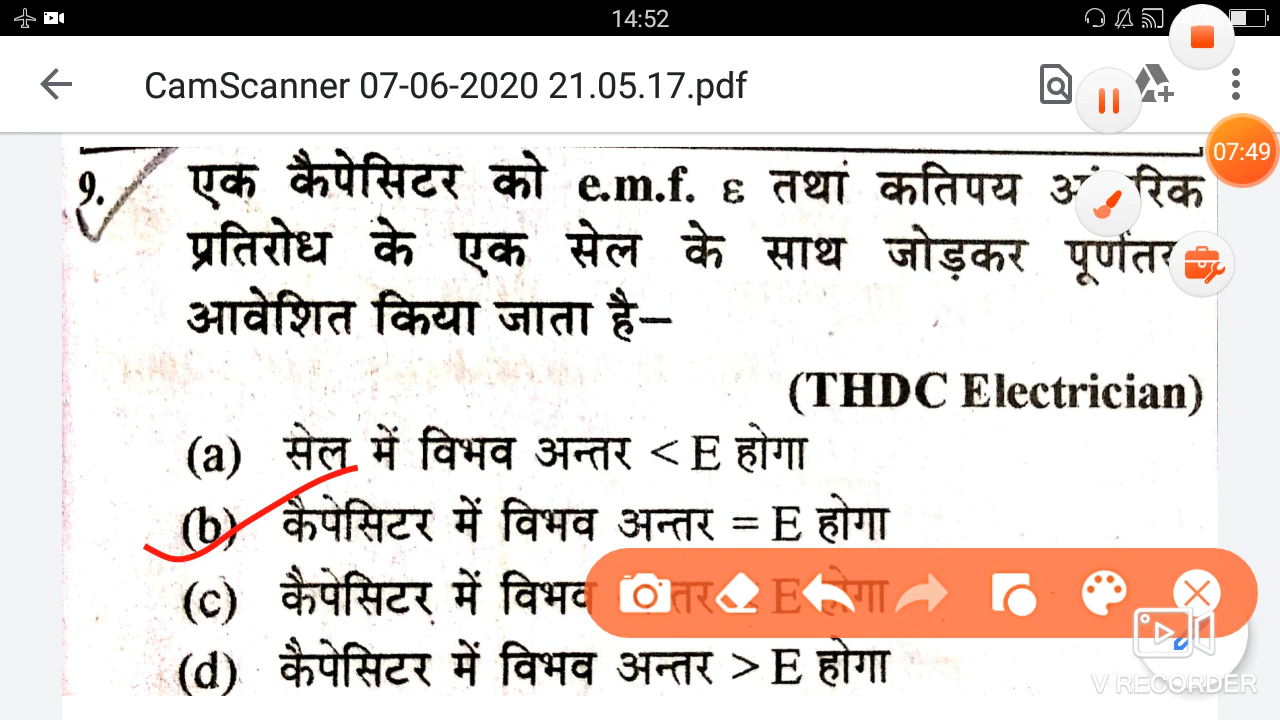 14:52
CamScanner 07-06-2020 21.05.17.pdf
07:49
9. एक कैपेसिटर को e.m.f. ε तथा कतिपय
प्रतिरोध के एक सेल के साथ जोड़कर
आवेशित किया जाता है–
(THDC Electrician)
(a) सेल में विभव अन्तर < E होगा
(b) कैपेसिटर में विभव अन्तर = E होगा
(c) कैपेसिटर में विभव E होगा
(d) कैपेसिटर में विभव अन्तर > E होगा
V RECORDER